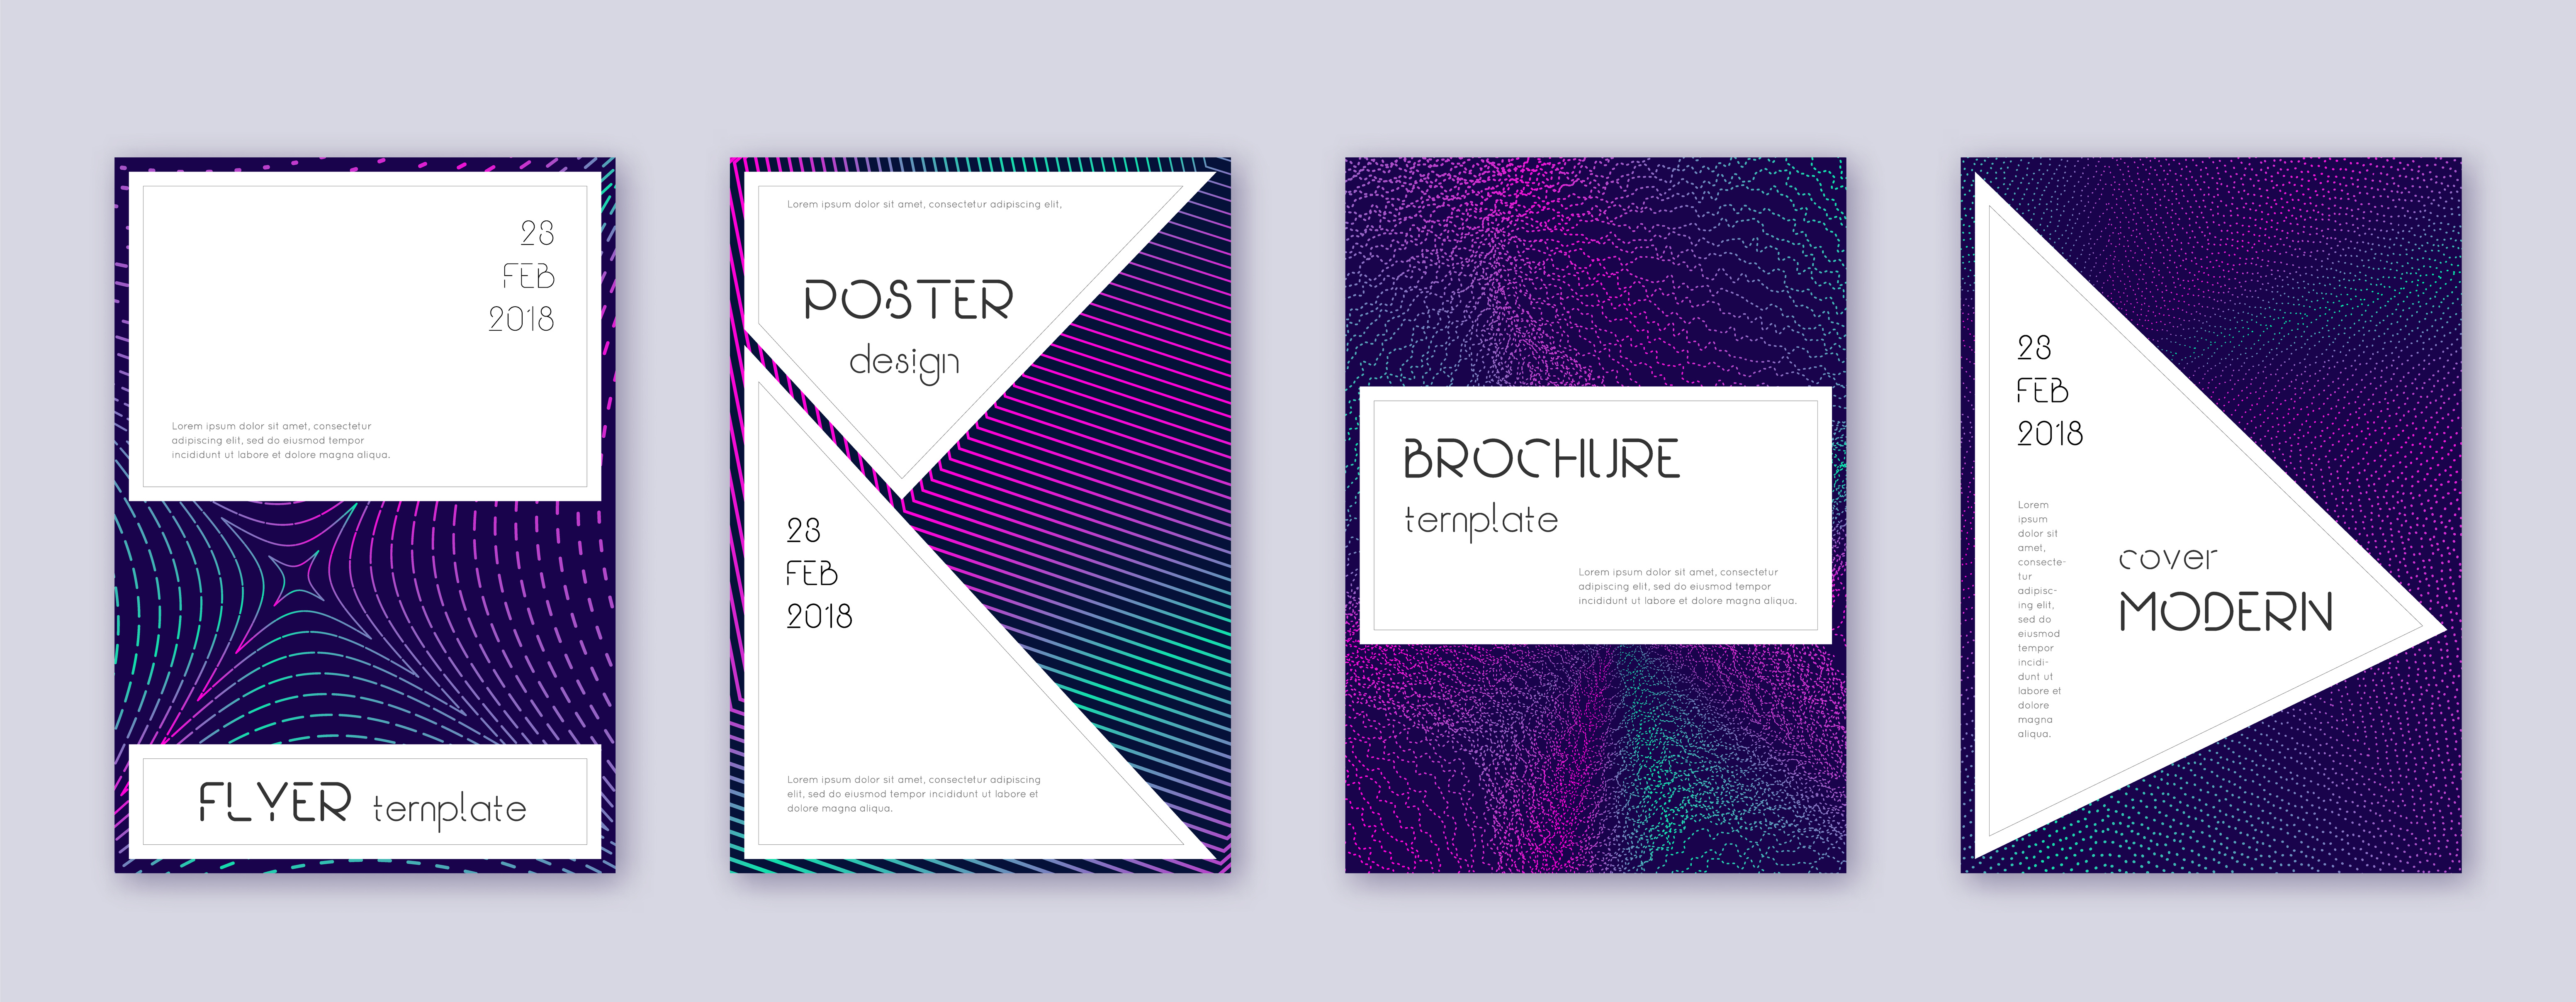 28
FEB
2018
Lorem ipsum dolor sit amet, consectetur
adipiscing elit, sed do eiusmod tempor
incididunt ut labore et dolore magna aliqua.
FLYER template
Lorem ipsum dolor sit amet, consectetur adipiscing elit,
POSTER
design
28
FEB
2018
Lorem ipsum dolor sit amet, consectetur adipiscing
elit, sed do eiusmod tempor incididunt ut labore et
dolore magna aliqua.
BROCHURE
template
Lorem ipsum dolor sit amet, consectetur
adipiscing elit, sed do eiusmod tempor
incididunt ut labore et dolore magna aliqua.
28
FEB
2018
Lorem
ipsum
dolor sit
amet,
consecte-
tur
adipisc-
ing elit,
sed do
eiusmod
tempor
incidi-
dunt ut
labore et
dolore
magna
aliqua.
cover
MODERN